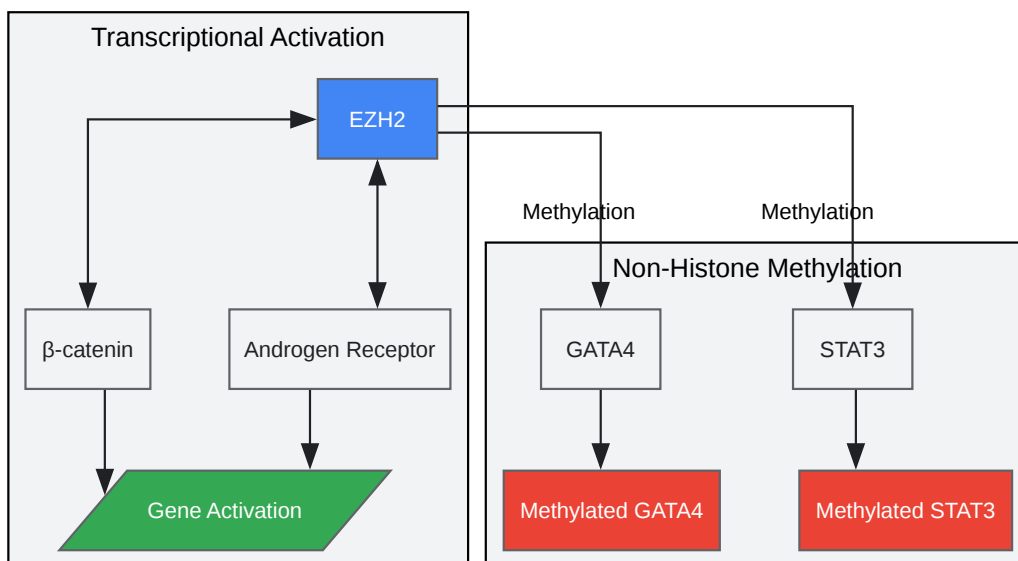 Transcriptional Activation
EZH2
Methylation
Methylation
Non-Histone Methylation
β-catenin
Androgen Receptor
GATA4
STAT3
Gene Activation
Methylated GATA4
Methylated STAT3